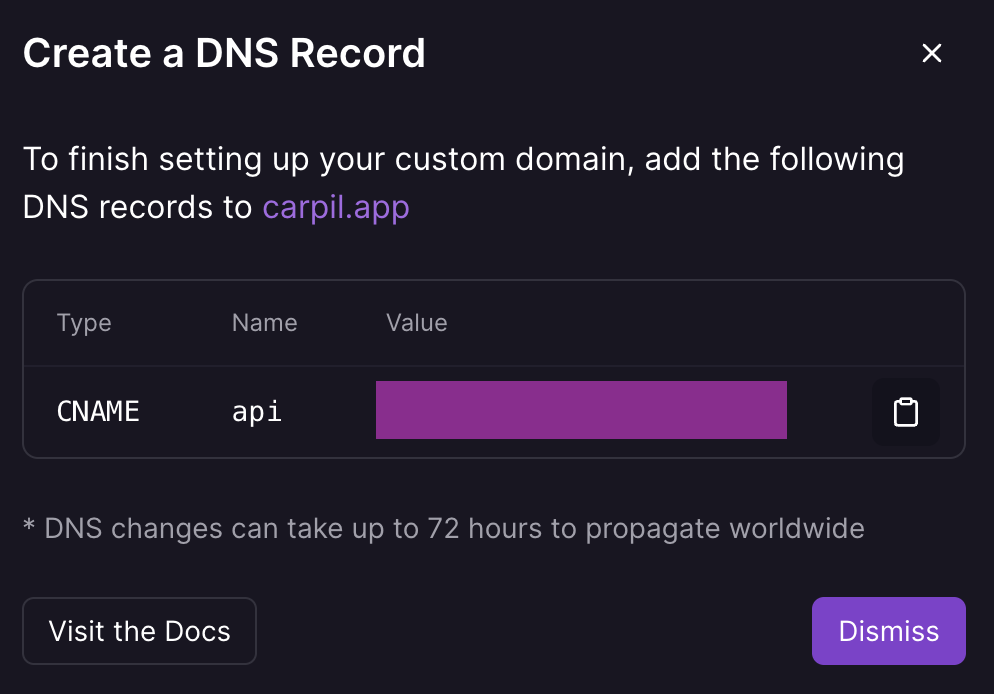 Create a DNS Record
To finish setting up your custom domain, add the following
DNS records to carpil.app
Type Name Value
CNAME api
* DNS changes can take up to 72 hours to propagate worldwide
Visit the Docs Dismiss